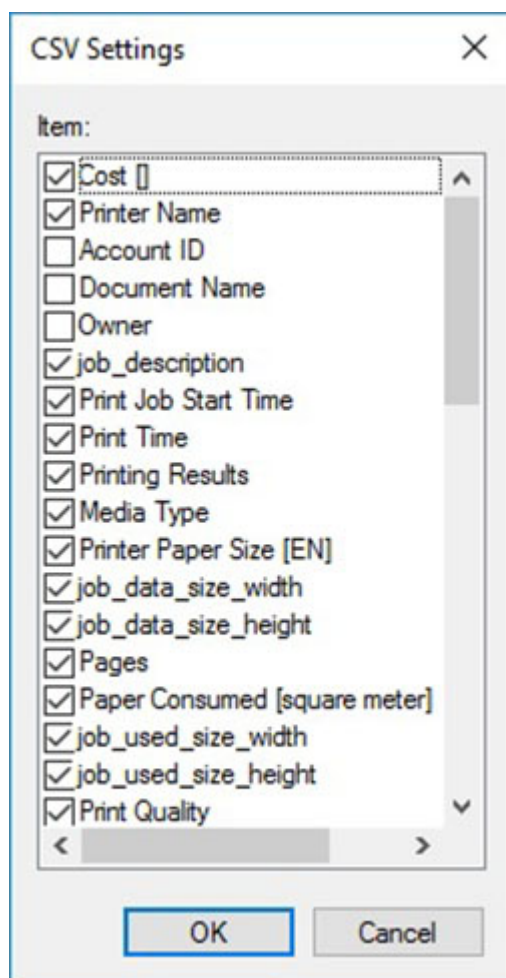 CSV Settings
Item:
Cost []
Printer Name
Account ID
Document Name
Owner
job_description
Print Job Start Time
Print Time
Printing Results
Media Type
Printer Paper Size [EN]
job_data_size_width
job_data_size_height
Pages
Paper Consumed [square meter]
job_used_size_width
job_used_size_height
Print Quality
OK
Cancel